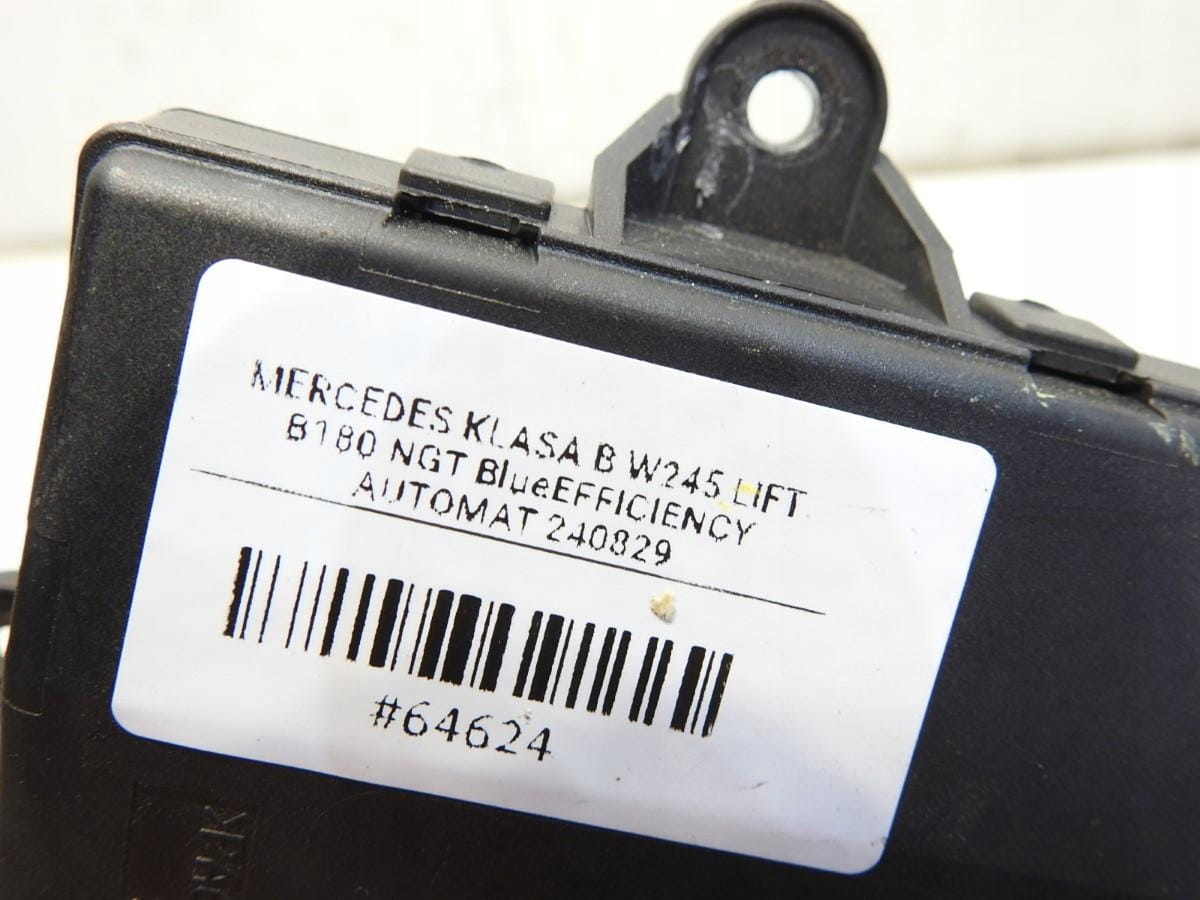 MERCEDES KLASA B W245 LIFT
B180 NGT BlueEFFICIENCY
AUTOMAT 240829
#64624